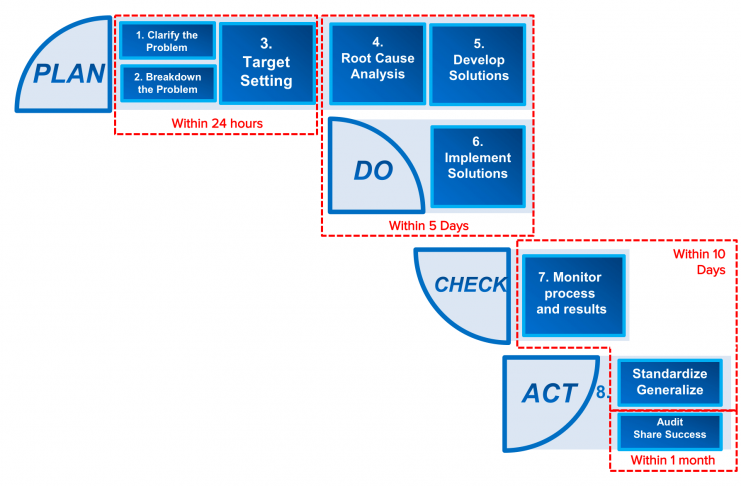 PLAN
1. Clarify the
Problem
2. Breakdown
the Problem
3.
Target
Setting
Within 24 hours
4.
Root Cause
Analysis
5.
Develop
Solutions
DO
6.
Implement
Solutions
Within 5 Days
CHECK
7. Monitor
process
and results
Within 10
Days
ACT
8.
Standardize
Generalize
Audit
Share Success
Within 1 month